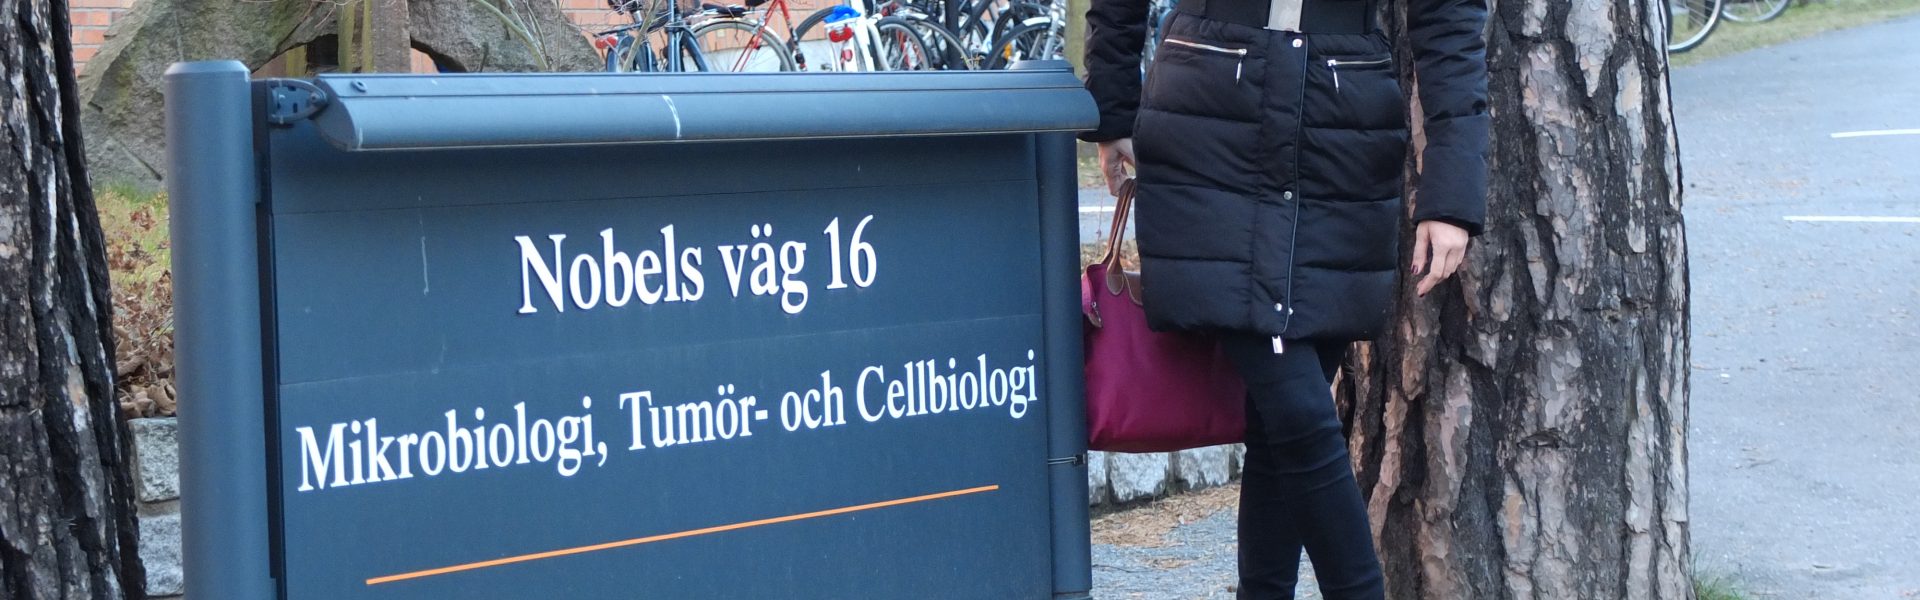 Nobels väg 16
Mikrobiologi, Tumör- och Cellbiologi